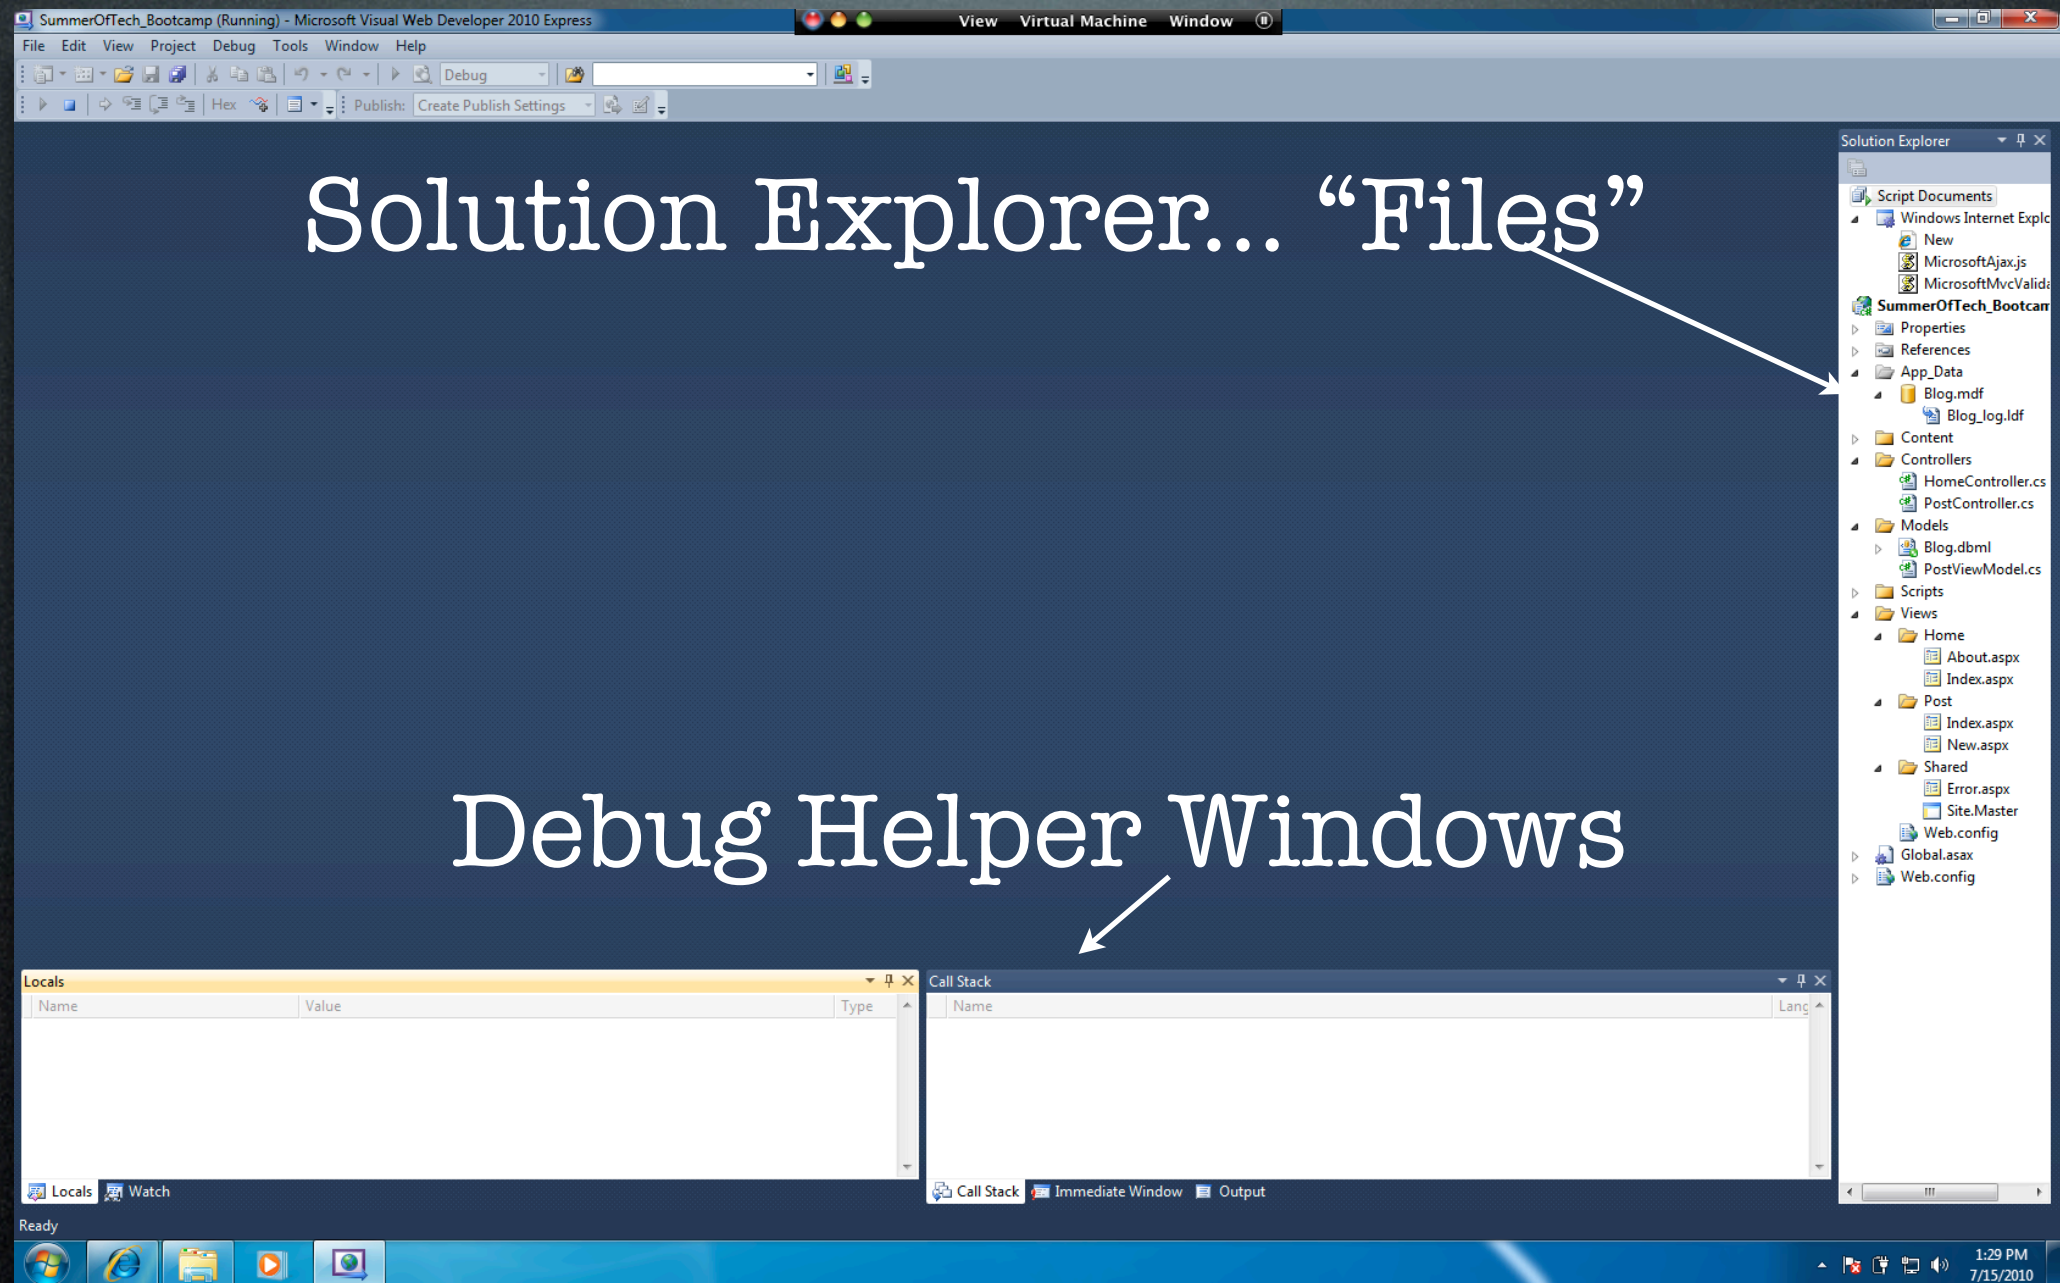 SummerOfTech_Bootcamp (Running) - Microsoft Visual Web Developer 2010 Express
View Virtual Machine Window
File Edit View Project Debug Tools Window Help
Debug
Hex
Publish: Create Publish Settings
Solution Explorer
Solution Explorer... “Files”
Script Documents
Windows Internet Explo
New
MicrosoftAjax.js
MicrosoftMvcValida
SummerOfTech_Bootcam
Properties
References
App_Data
Blog.mdf
Blog_log.ldf
Content
Controllers
HomeController.cs
PostController.cs
Models
Blog.dbml
PostViewModel.cs
Scripts
Views
Home
About.aspx
Index.aspx
Post
Index.aspx
New.aspx
Shared
Error.aspx
Site.Master
Web.config
Global.asax
Web.config
Debug Helper Windows
Locals
Name Value Type
Call Stack
Name Lang
Locals Watch
Call Stack Immediate Window Output
Ready
1:29 PM
7/15/2010